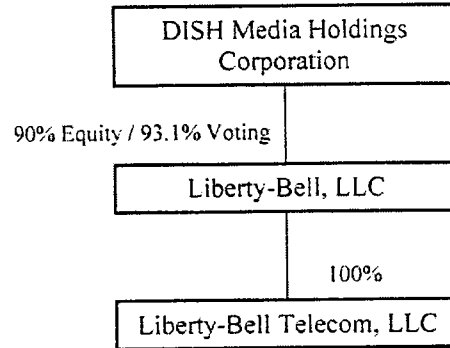 DISH Media Holdings
Corporation
90% Equity / 93.1% Voting
Liberty-Bell, LLC
100%
Liberty-Bell Telecom, LLC